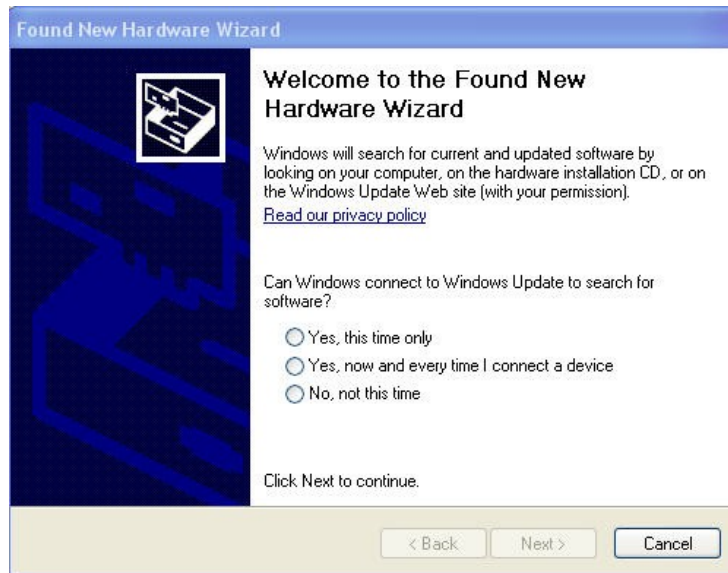 Found New Hardware Wizard
Welcome to the Found New
Hardware Wizard
Windows will search for current and updated software by
looking on your computer, on the hardware installation CD, or on
the Windows Update Web site (with your permission).
Read our privacy policy
Can Windows connect to Windows Update to search for
software?
Yes, this time only
Yes, now and every time I connect a device
No, not this time
Click Next to continue.
< Back Next > Cancel